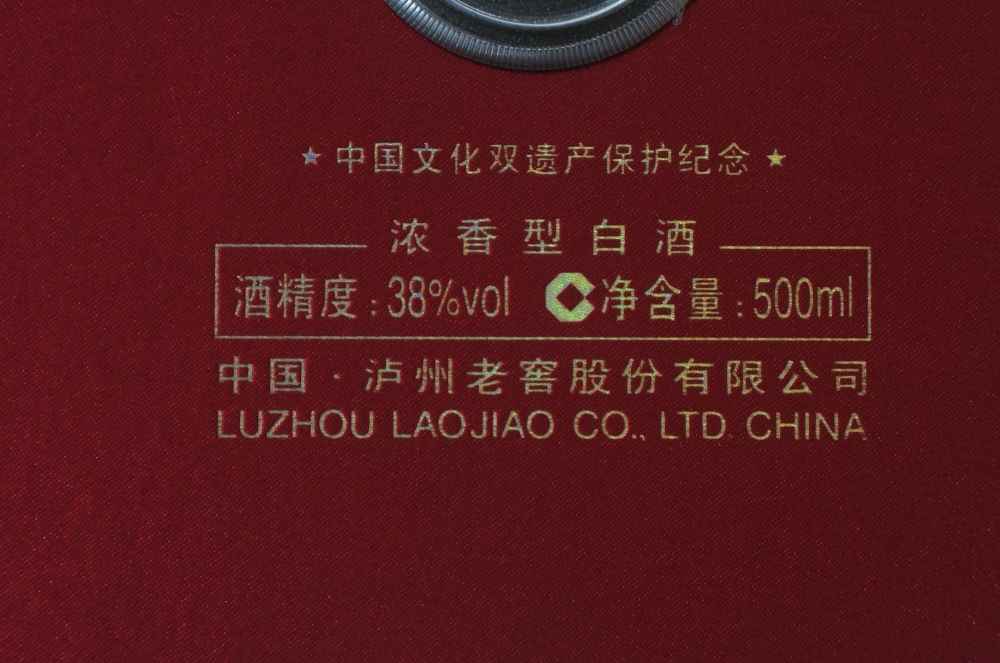 ★中国文化双遗产保护纪念★
浓香型白酒
酒精度:38%vol 净含量:500ml
中国·泸州老窖股份有限公司
LUZHOU LAOJIAO CO., LTD. CHINA